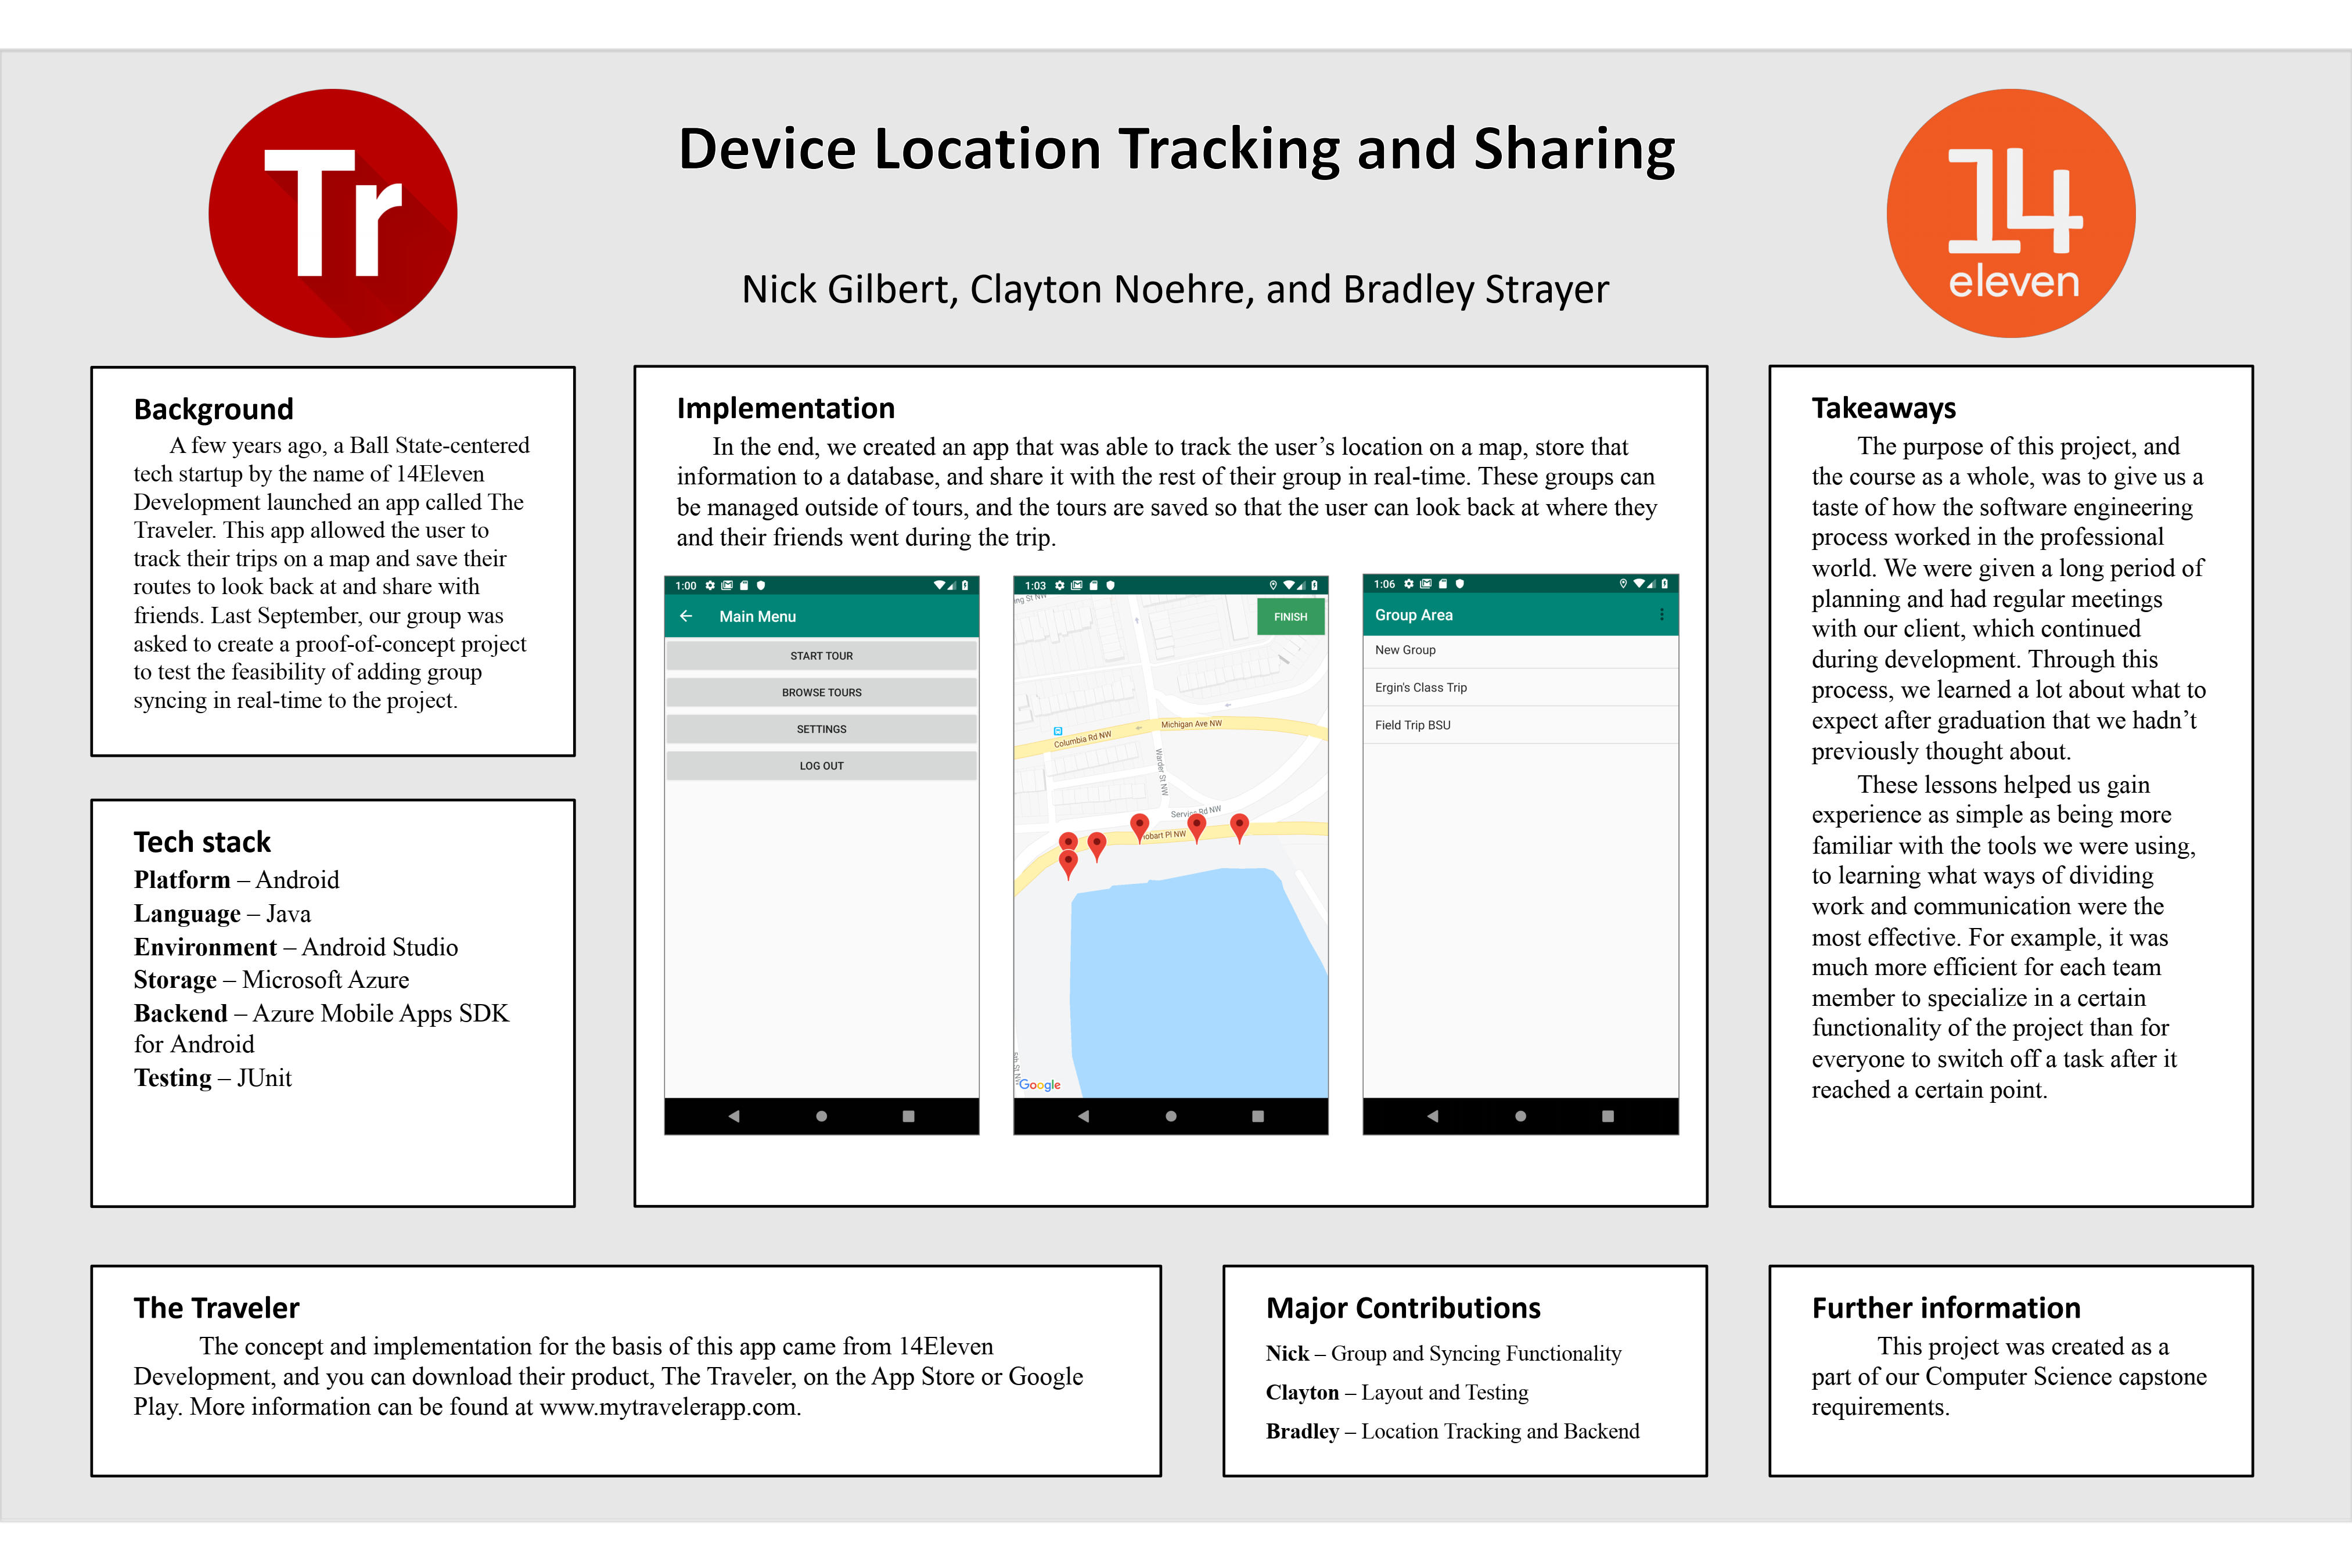 Tr
Device Location Tracking and Sharing
Nick Gilbert, Clayton Noehre, and Bradley Strayer
14
eleven
Background
A few years ago, a Ball State-centered
tech startup by the name of 14Eleven
Development launched an app called The
Traveler. This app allowed the user to
track their trips on a map and save their
routes to look back at and share with
friends. Last September, our group was
asked to create a proof-of-concept project
to test the feasibility of adding group
syncing in real-time to the project.
Tech stack
Platform – Android
Language – Java
Environment – Android Studio
Storage – Microsoft Azure
Backend – Azure Mobile Apps SDK
for Android
Testing – JUnit
Implementation
In the end, we created an app that was able to track the user’s location on a map, store that
information to a database, and share it with the rest of their group in real-time. These groups can
be managed outside of tours, and the tours are saved so that the user can look back at where they
and their friends went during the trip.
1:00
Main Menu
START TOUR
BROWSE TOURS
SETTINGS
LOG OUT
1:03
ng St NW
FINISH
Michigan Ave NW
Columbia Rd NW
Warder St NW
Service Rd NW
obart Pl NW
5th St N
Google
1:06
Group Area
New Group
Ergin's Class Trip
Field Trip BSU
Takeaways
The purpose of this project, and
the course as a whole, was to give us a
taste of how the software engineering
process worked in the professional
world. We were given a long period of
planning and had regular meetings
with our client, which continued
during development. Through this
process, we learned a lot about what to
expect after graduation that we hadn’t
previously thought about.
These lessons helped us gain
experience as simple as being more
familiar with the tools we were using,
to learning what ways of dividing
work and communication were the
most effective. For example, it was
much more efficient for each team
member to specialize in a certain
functionality of the project than for
everyone to switch off a task after it
reached a certain point.
The Traveler
The concept and implementation for the basis of this app came from 14Eleven
Development, and you can download their product, The Traveler, on the App Store or Google
Play. More information can be found at www.mytravelerapp.com.
Major Contributions
Nick – Group and Syncing Functionality
Clayton – Layout and Testing
Bradley – Location Tracking and Backend
Further information
This project was created as a
part of our Computer Science capstone
requirements.